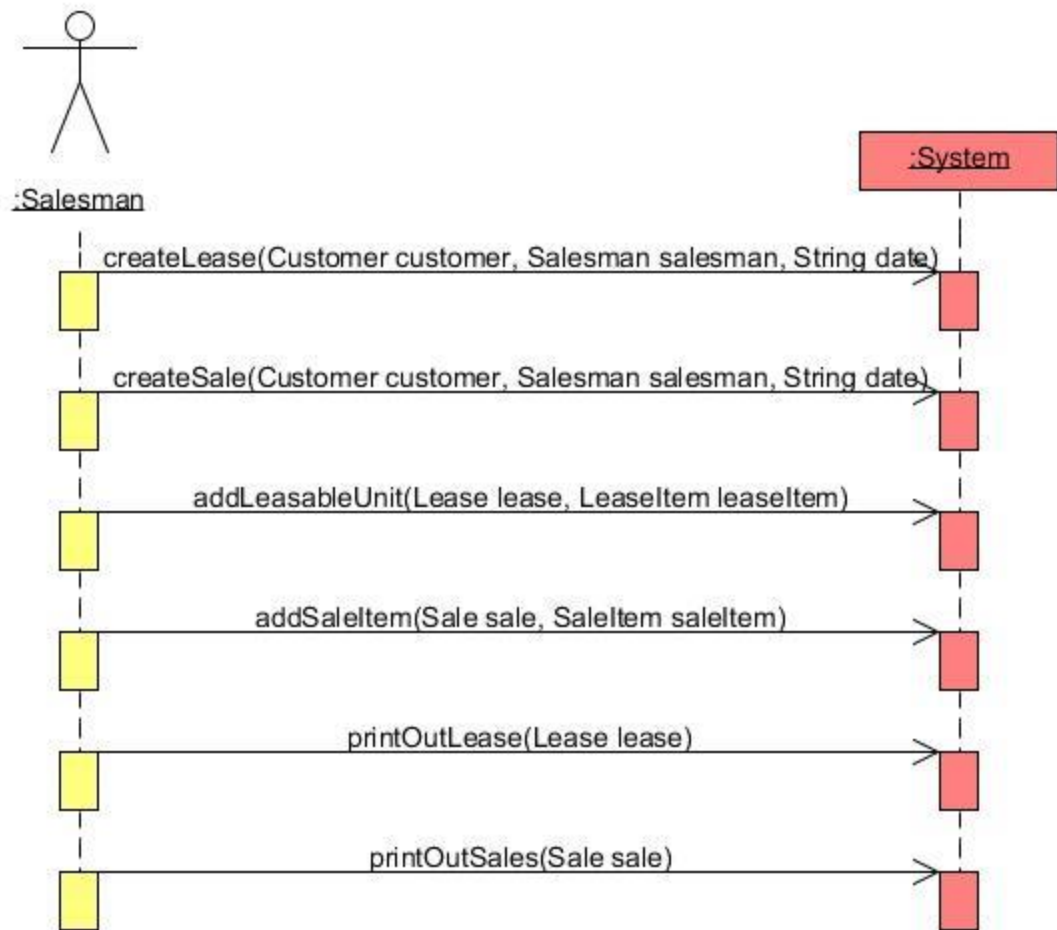 :System
:Salesman
createLease(Customer customer, Salesman salesman, String date)
createSale(Customer customer, Salesman salesman, String date)
addLeasableUnit(Lease lease, LeaseItem leaseItem)
addSaleItem(Sale sale, SaleItem saleItem)
printOutLease(Lease lease)
printOutSales(Sale sale)